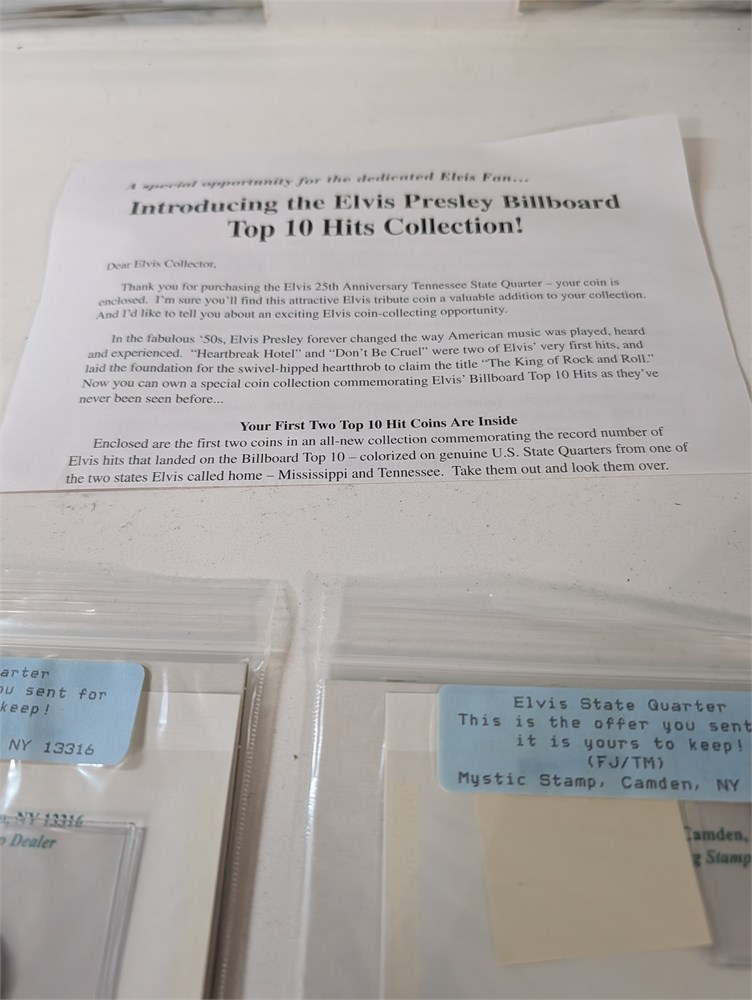 A special opportunity for the dedicated Elvis Fan...
Introducing the Elvis Presley Billboard
Top 10 Hits Collection!
Dear Elvis Collector,
Thank you for purchasing the Elvis 25th Anniversary Tennessee State Quarter – your coin is
enclosed. I'm sure you'll find this attractive Elvis tribute coin a valuable addition to your collection.
And I'd like to tell you about an exciting Elvis coin-collecting opportunity.
In the fabulous '50s, Elvis Presley forever changed the way American music was played, heard
and experienced. "Heartbreak Hotel" and "Don't Be Cruel" were two of Elvis' very first hits, and
laid the foundation for the swivel-hipped heartthrob to claim the title "The King of Rock and Roll."
Now you can own a special coin collection commemorating Elvis' Billboard Top 10 Hits as they've
never been seen before...
Your First Two Top 10 Hit Coins Are Inside
Enclosed are the first two coins in an all-new collection commemorating the record number of
Elvis hits that landed on the Billboard Top 10 – colorized on genuine U.S. State Quarters from one of
the two states Elvis called home – Mississippi and Tennessee. Take them out and look them over.
arter
ou sent for
keep!
NY 13316
NY 13316
Dealer
Elvis State Quarter
This is the offer you sent
it is yours to keep!
(FJ/TM)
Mystic Stamp, Camden, NY
Camden,
g Stamp